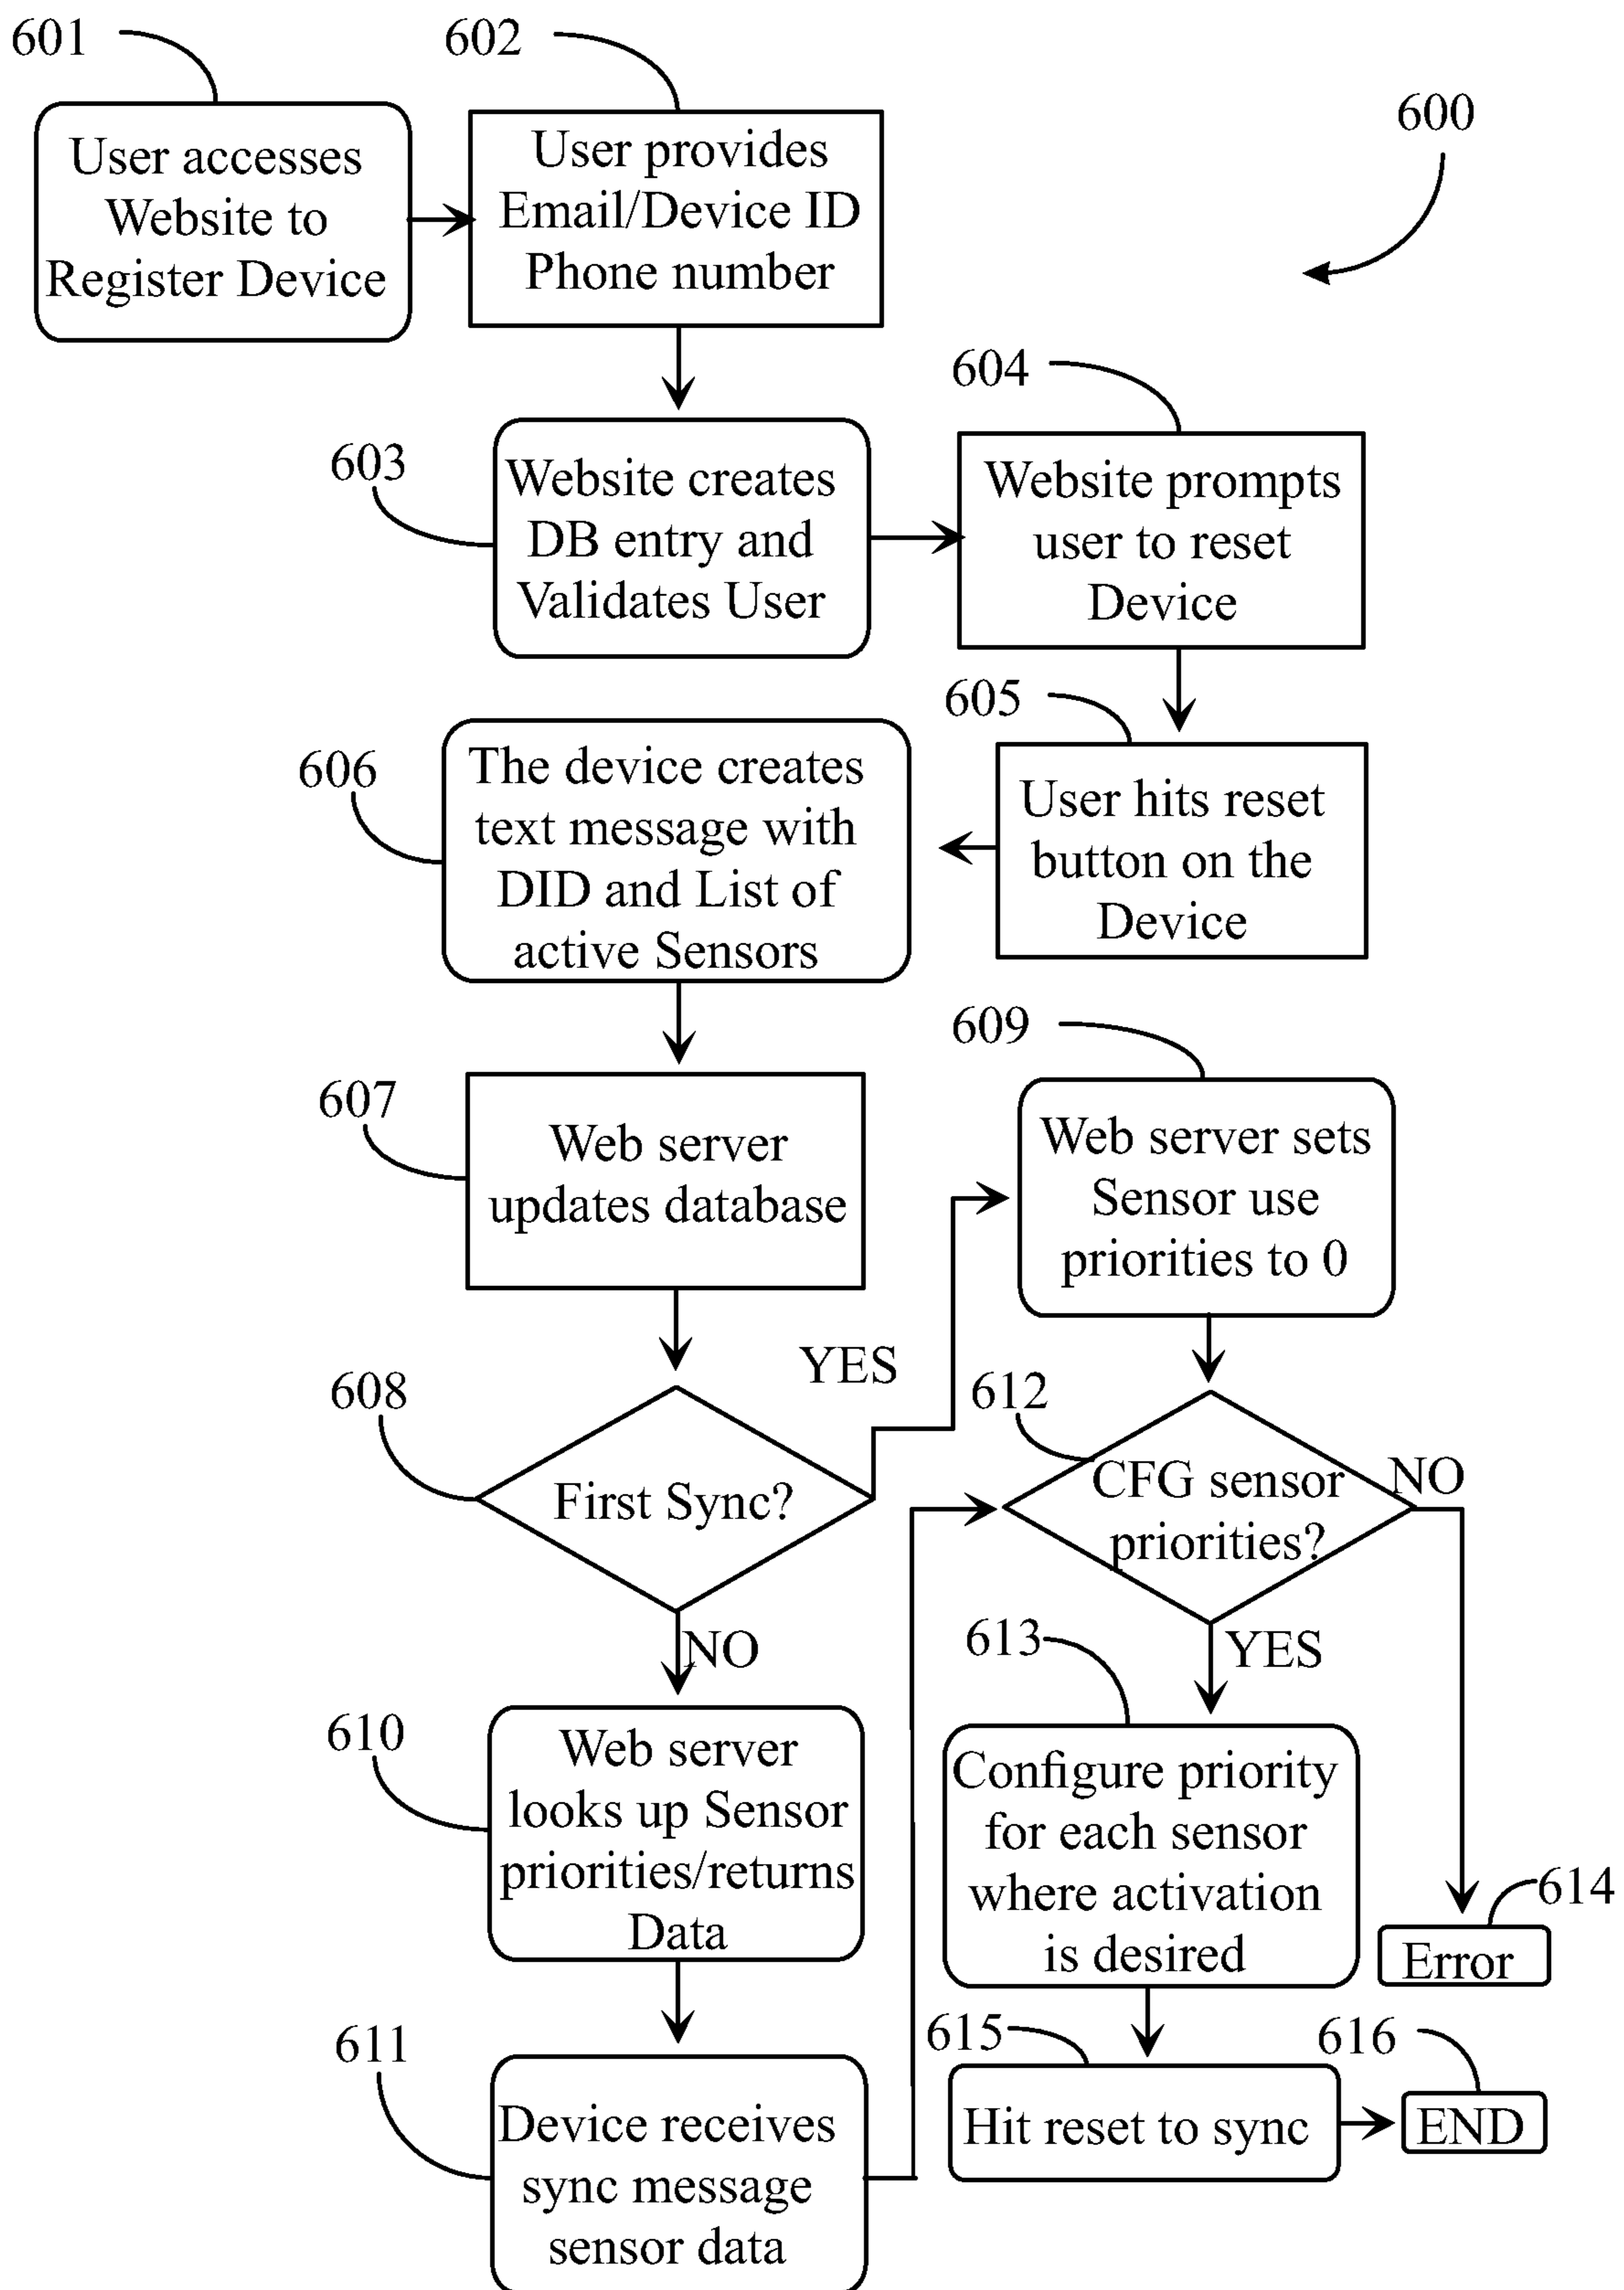 601
User accesses
Website to
Register Device
602
User provides
Email/Device ID
Phone number
600
603
Website creates
DB entry and
Validates User
604
Website prompts
user to reset
Device
605
User hits reset
button on the
Device
606
The device creates
text message with
DID and List of
active Sensors
607
Web server
updates database
608
First Sync?
YES
NO
609
Web server sets
Sensor use
priorities to 0
610
Web server
looks up Sensor
priorities/returns
Data
611
Device receives
sync message
sensor data
612
CFG sensor
priorities?
NO
YES
613
Configure priority
for each sensor
where activation
is desired
614
Error
615
Hit reset to sync
616
END